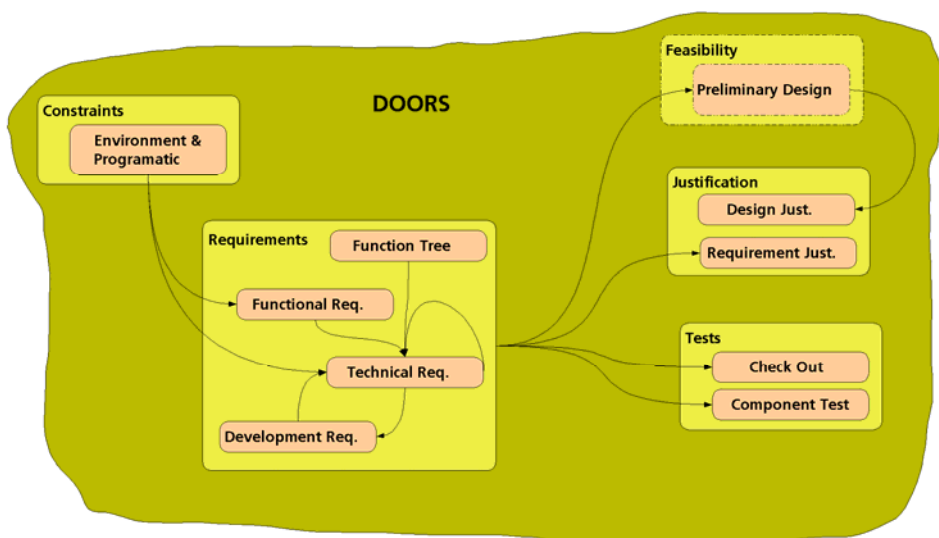 DOORS
Constraints
Environment &
Programatic
Requirements
Function Tree
Functional Req.
Technical Req.
Development Req.
Feasibility
Preliminary Design
Justification
Design Just.
Requirement Just.
Tests
Check Out
Component Test